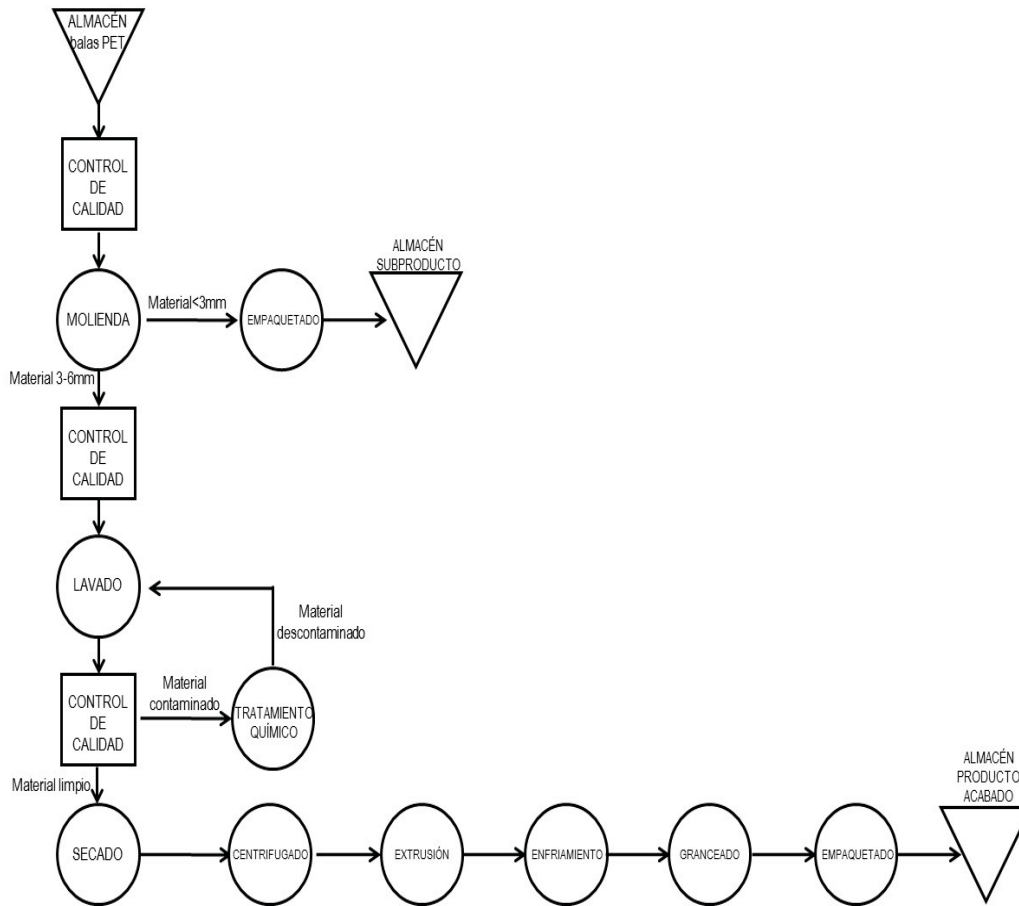 ALMACÉN
balas PET
CONTROL
DE
CALIDAD
ALMACÉN
SUBPRODUCTO
MOLIENDA
Material<3mm
EMPAQUETADO
Material 3-6mm
CONTROL
DE
CALIDAD
LAVADO
Material
descontaminado
CONTROL
DE
CALIDAD
Material
contaminado
TRATAMIENTO
QUÍMICO
Material limpio
SECADO
CENTRIFUGADO
EXTRUSIÓN
ENFRIAMIENTO
GRANCEADO
EMPAQUETADO
ALMACÉN
PRODUCTO
ACABADO